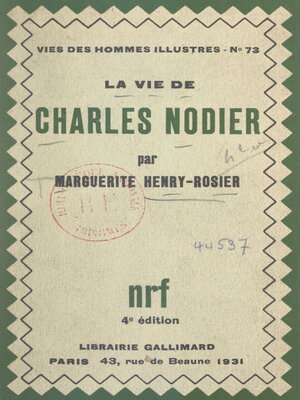 VIES DES HOMMES ILLUSTRES - No 73
LA VIE DE
CHARLES NODIER
par
MARGUERITE HENRY-ROSIER
44537
nrf
4e édition
LIBRAIRIE GALLIMARD
PARIS 43, rue de Beaune 1931